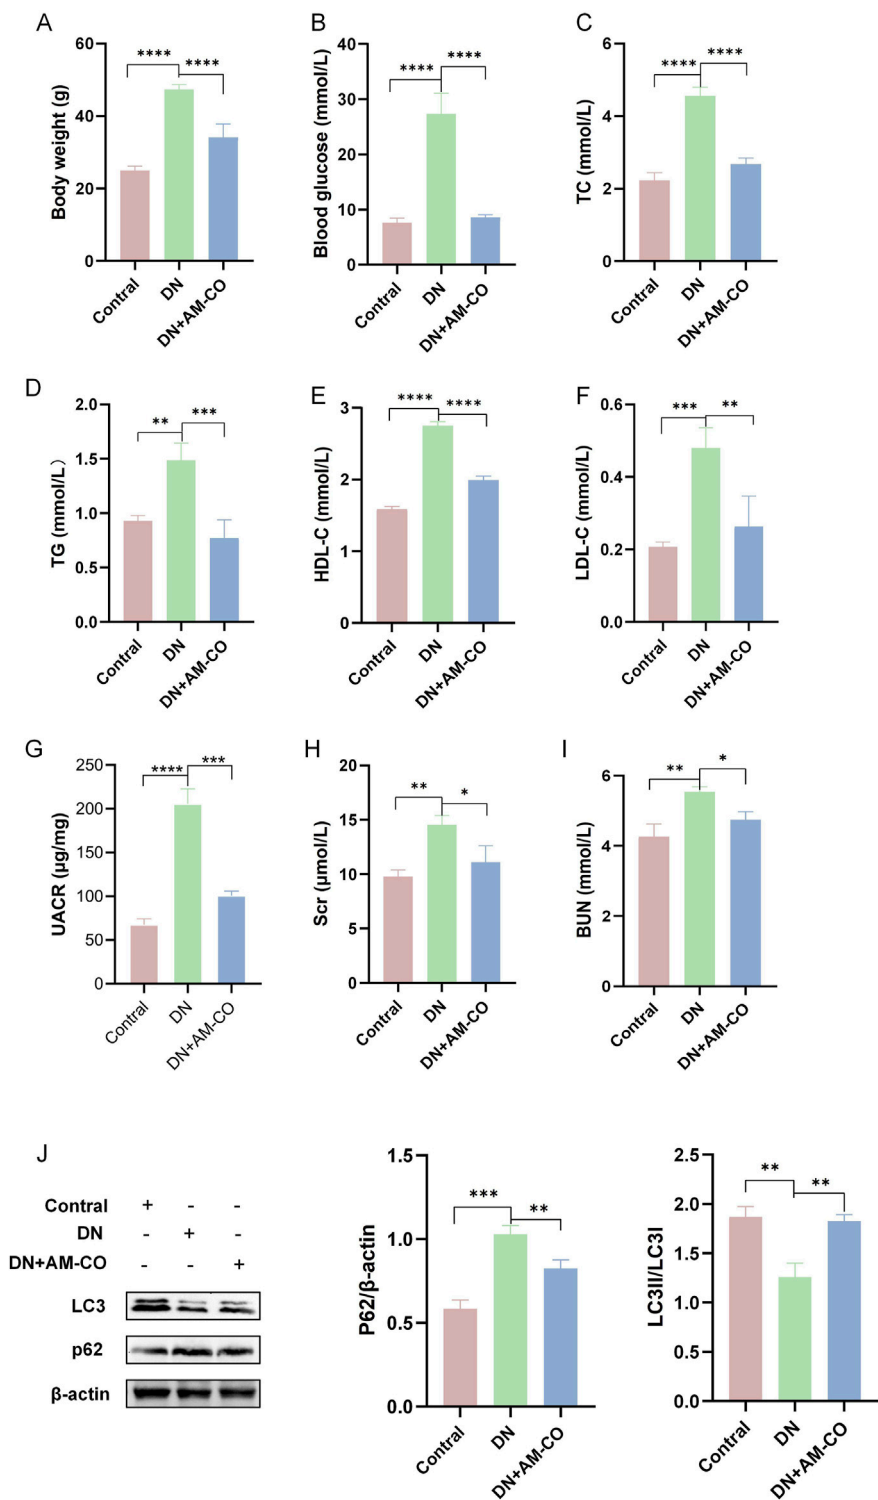 A
Body weight (g)
60
40
20
0
****
****
Contral
DN
DN+AM-CO
B
Blood glucose (mmol/L)
40
30
20
10
0
****
****
Contral
DN
DN+AM-CO
C
TC (mmol/L)
6
4
2
0
****
****
Contral
DN
DN+AM-CO
D
TG (mmol/L）
2.0
1.5
1.0
0.5
0.0
**
***
Contral
DN
DN+AM-CO
E
HDL-C (mmol/L)
3
2
1
0
****
****
Contral
DN
DN+AM-CO
F
LDL-C (mmol/L)
0.6
0.4
0.2
0.0
***
**
Contral
DN
DN+AM-CO
G
UACR (μg/mg)
250
200
150
100
50
0
****
***
Contral
DN
DN+AM-CO
H
Scr (μmol/L)
20
15
10
5
0
**
*
Contral
DN
DN+AM-CO
I
BUN (mmol/L)
6
4
2
0
**
*
Contral
DN
DN+AM-CO
J
Contral + - -
DN - + -
DN+AM-CO - - +
LC3
p62
β-actin
P62/β-actin
1.5
1.0
0.5
0.0
***
**
Contral
DN
DN+AM-CO
LC3II/LC3I
2.5
2.0
1.5
1.0
0.5
0.0
**
**
Contral
DN
DN+AM-CO